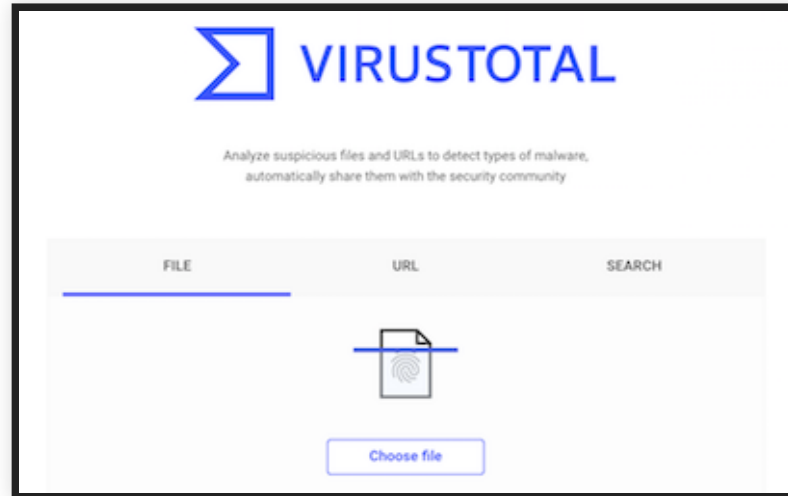 VIRUSTOTAL
Analyze suspicious files and URLs to detect types of malware,
automatically share them with the security community
FILE URL SEARCH
Choose file